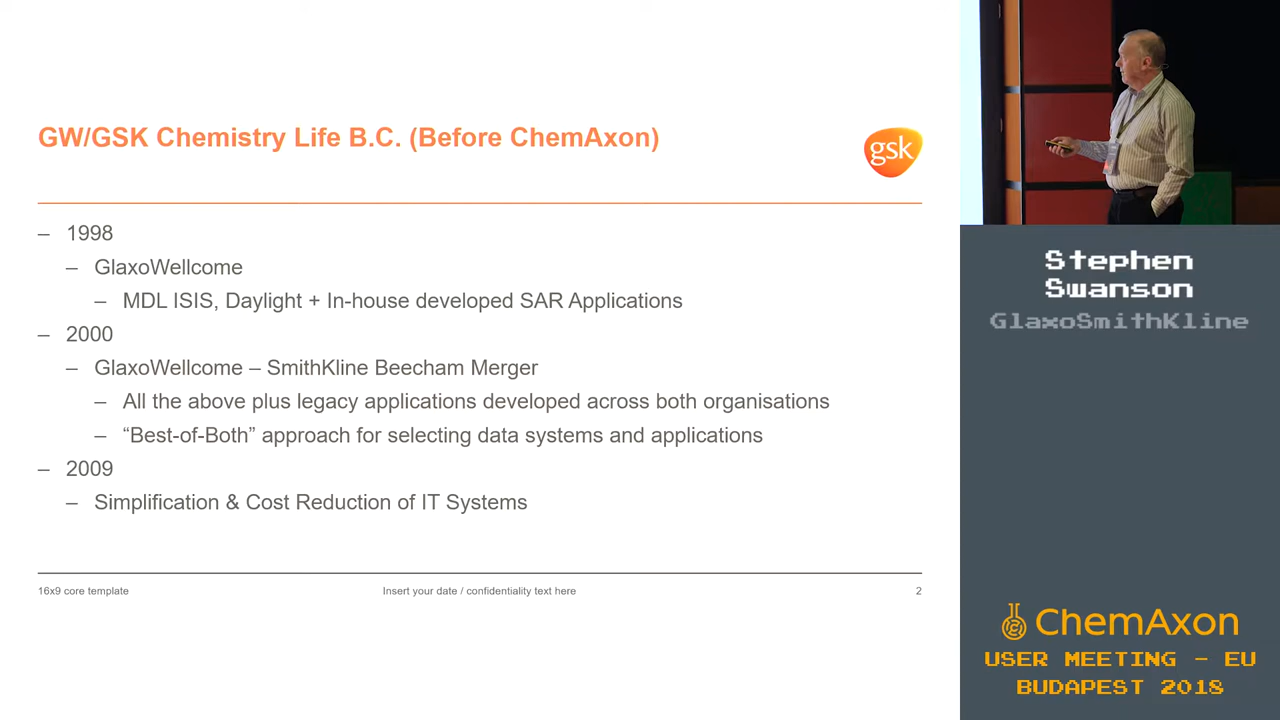 GW/GSK Chemistry Life B.C. (Before ChemAxon)
gsk
– 1998
– GlaxoWellcome
– MDL ISIS, Daylight + In-house developed SAR Applications
– 2000
– GlaxoWellcome – SmithKline Beecham Merger
– All the above plus legacy applications developed across both organisations
– “Best-of-Both” approach for selecting data systems and applications
– 2009
– Simplification & Cost Reduction of IT Systems
16x9 core template
Insert your date / confidentiality text here
2
Stephen
Swanson
GlaxoSmithKline
ChemAxon
USER MEETING - EU
BUDAPEST 2018